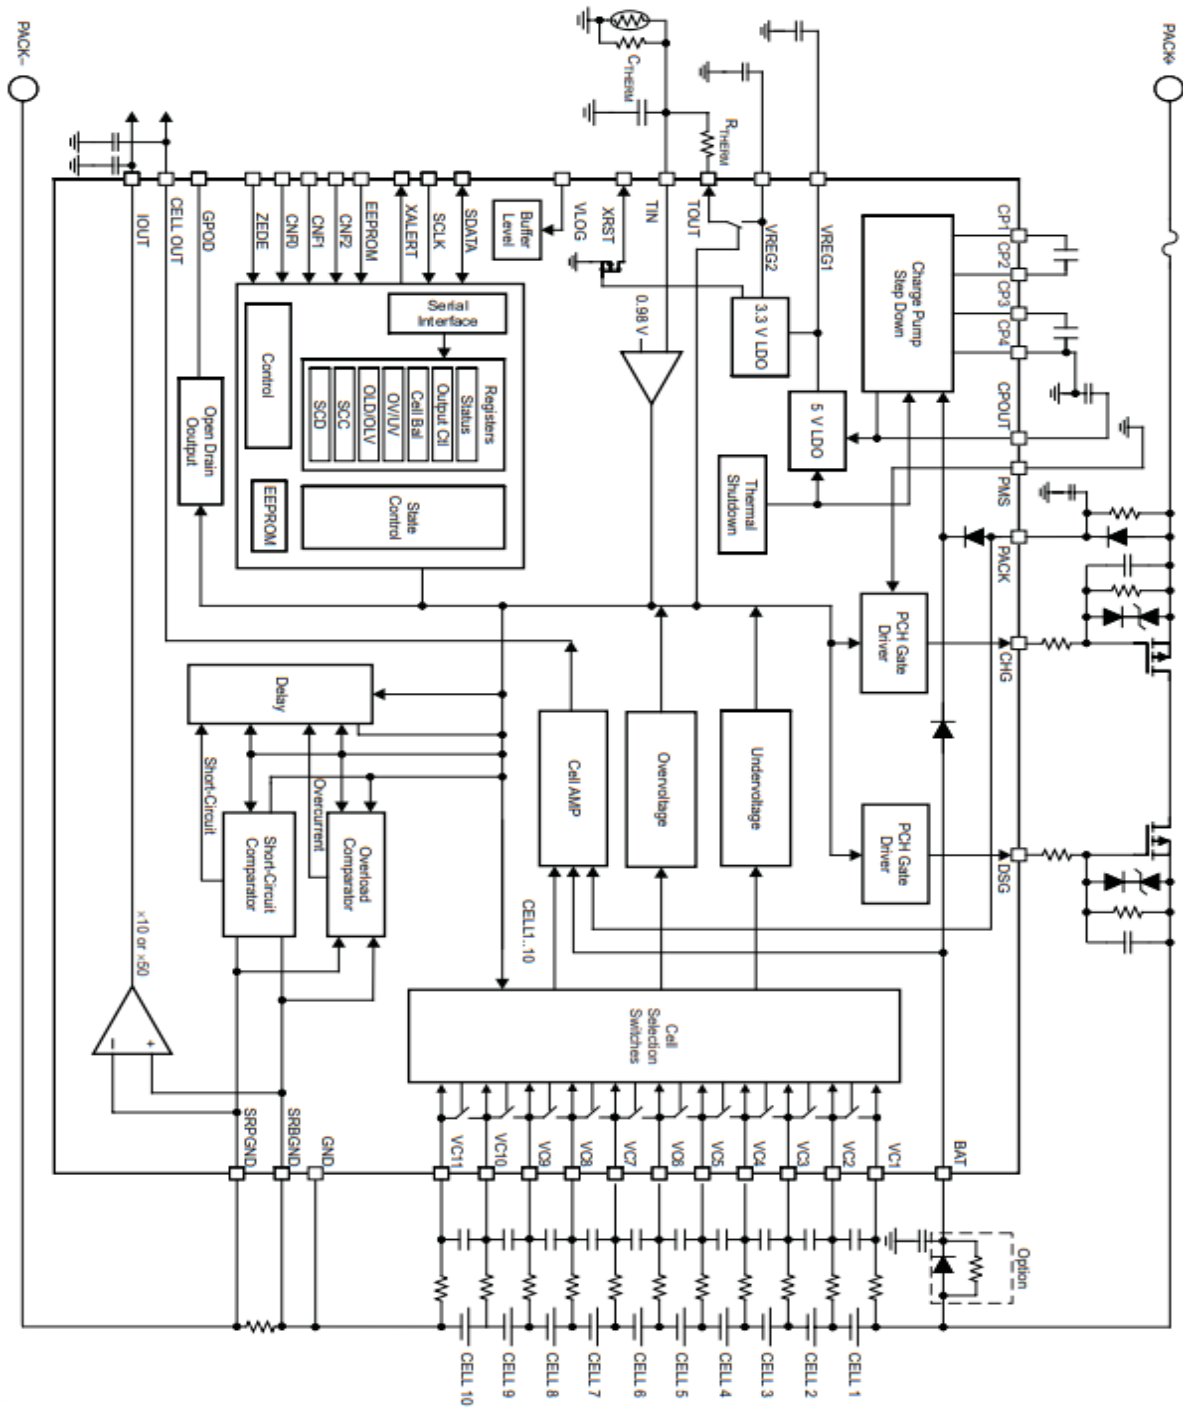 PACK+
Option
CP1
CP2
CP3
CP4
CPOUT
PMS
PACK
CHG
DSG
BAT
Charge Pump
Step Down
PCH Gate
Driver
PCH Gate
Driver
VREG1
5 V LDO
VREG2
3.3 V LDO
Thermal
Shutdown
Undervoltage
Overvoltage
Cell AMP
CELL1..10
Cell
Selection
Switches
VC1
VC2
VC3
VC4
VC5
VC6
VC7
VC8
VC9
VC10
VC11
CELL 1
CELL 2
CELL 3
CELL 4
CELL 5
CELL 6
CELL 7
CELL 8
CELL 9
CELL 10
RTHERM
CTHERM
TOUT
TIN
0.98 V
XRST
VLOG
Buffer
Level
SDATA
SCLK
XALERT
EEPROM
CNF2
CNF1
CNF0
ZEDE
Serial
Interface
Registers
Status
Output Ctl
Cell Bal
OV/UV
OLD/OLV
SCC
SCD
State
Control
Control
EEPROM
GPOD
Open Drain
Ooutput
CELL OUT
IOUT
Delay
Overload
Comparator
Overcurrent
Short-Circuit
Comparator
Short-Circuit
×10 or ×50
+
−
GND
SRBGND
SRPGND
PACK–